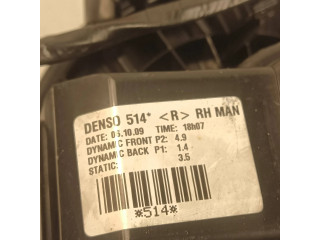 DENSO 514* <R> RH MAN
DATE: 06.10.09 TIME: 18h07
DYNAMIC FRONT P2: 4.9
DYNAMIC BACK P1: 1.4
STATIC: 3.5
*514*